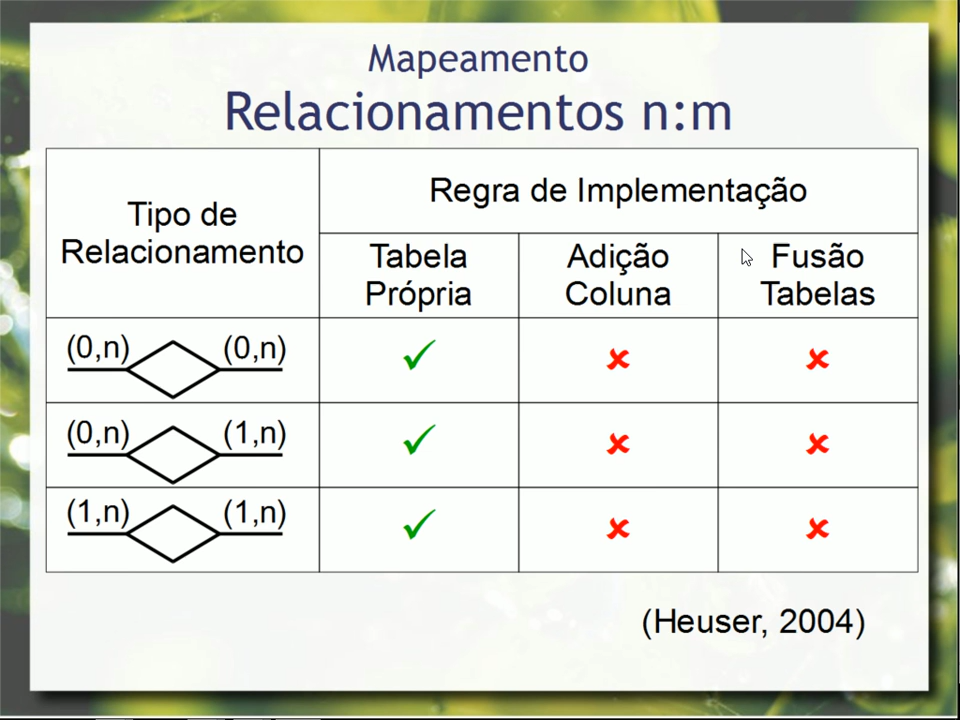 Mapeamento
Relacionamentos n:m
Tipo de
Relacionamento
Regra de Implementação
Tabela
Própria
Adição
Coluna
Fusão
Tabelas
(0,n) (0,n)
(0,n) (1,n)
(1,n) (1,n)
(Heuser, 2004)